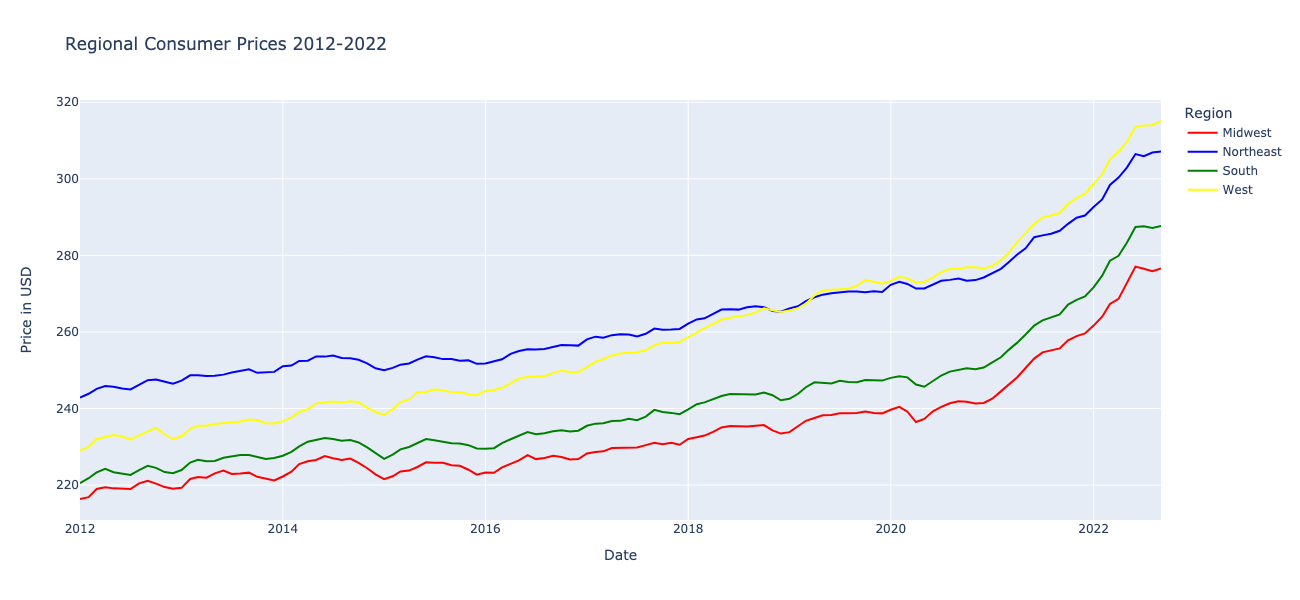 Regional Consumer Prices 2012-2022
Region
Midwest
Northeast
South
West
Price in USD
320
300
280
260
240
220
2012 2014 2016 2018 2020 2022
Date